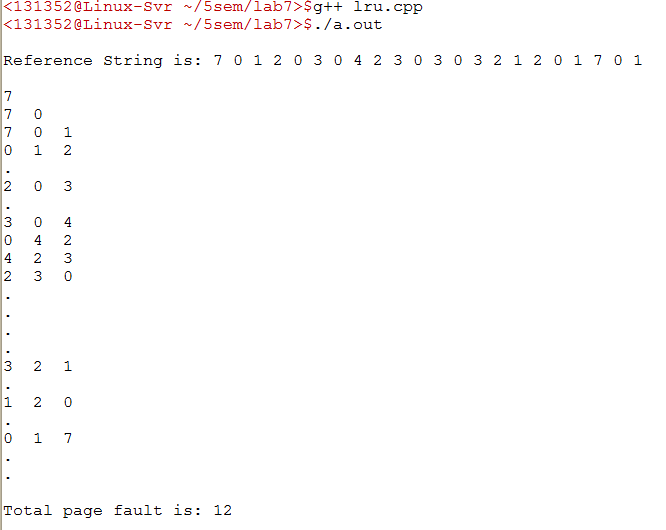 <131352@Linux-Svr ~/5sem/lab7>$g++ lru.cpp
<131352@Linux-Svr ~/5sem/lab7>$./a.out
Reference String is: 7 0 1 2 0 3 0 4 2 3 0 3 0 3 2 1 2 0 1 7 0 1
7
7 0
7 0 1
0 1 2
.
2 0 3
.
3 0 4
0 4 2
4 2 3
2 3 0
.
.
.
.
3 2 1
.
1 2 0
.
0 1 7
.
.
Total page fault is: 12